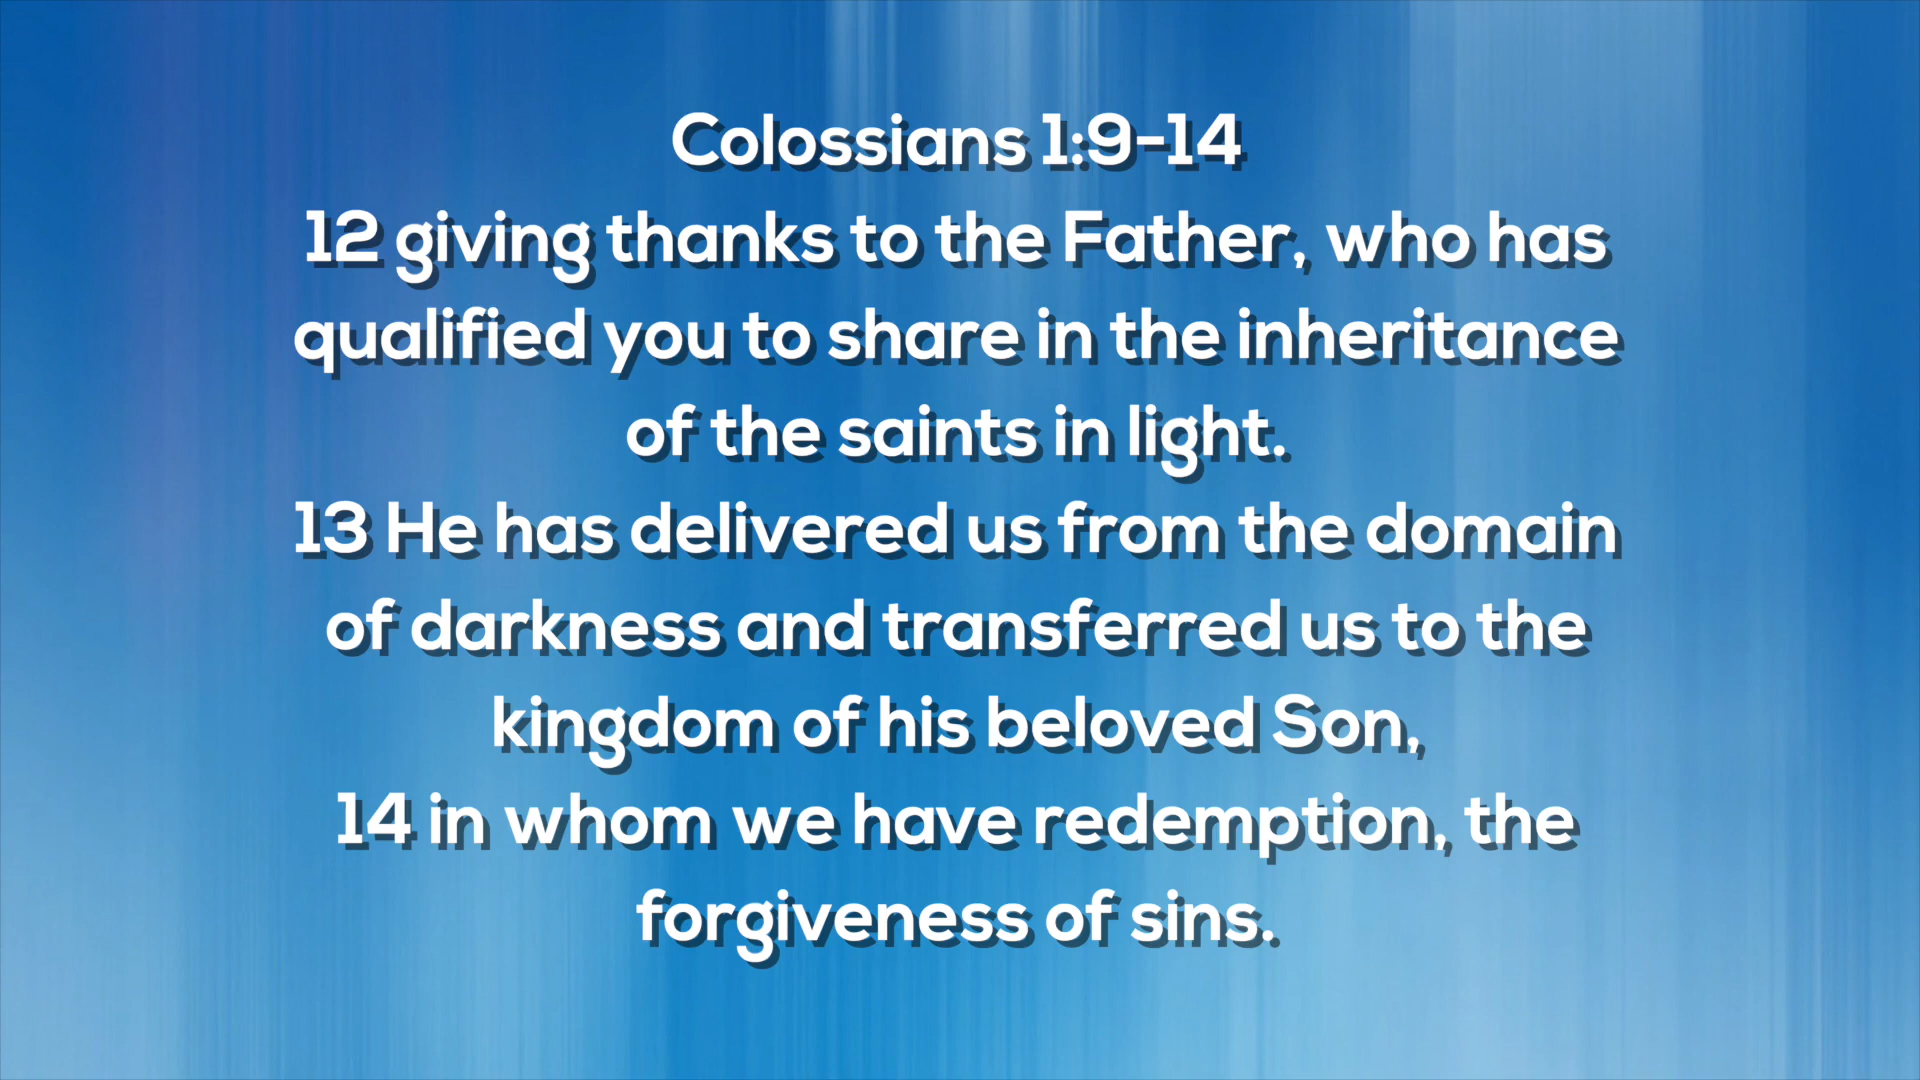 Colossians 1:9-14
12 giving thanks to the Father, who has
qualified you to share in the inheritance
of the saints in light.
13 He has delivered us from the domain
of darkness and transferred us to the
kingdom of his beloved Son,
14 in whom we have redemption, the
forgiveness of sins.